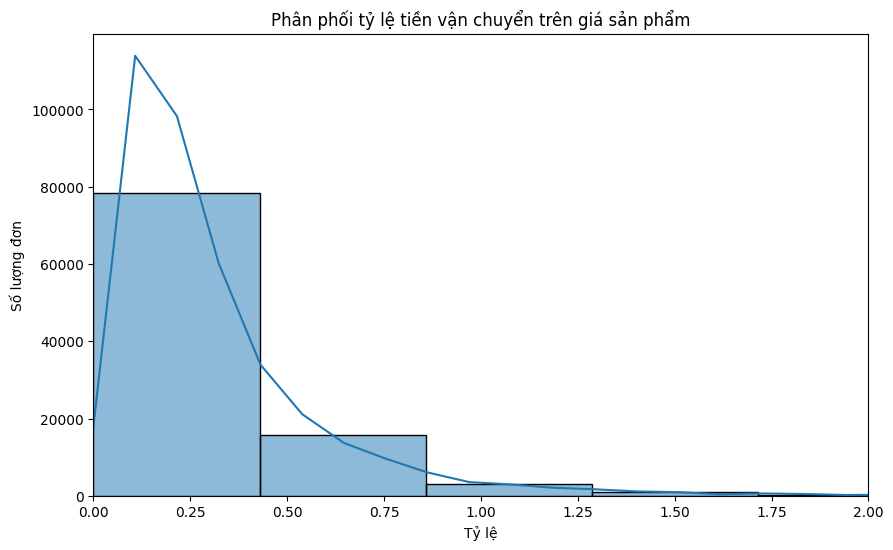 Phân phối tỷ lệ tiền vận chuyển trên giá sản phẩm
Số lượng đơn
100000
80000
60000
40000
20000
0
0.00 0.25 0.50 0.75 1.00 1.25 1.50 1.75 2.00
Tỷ lệ